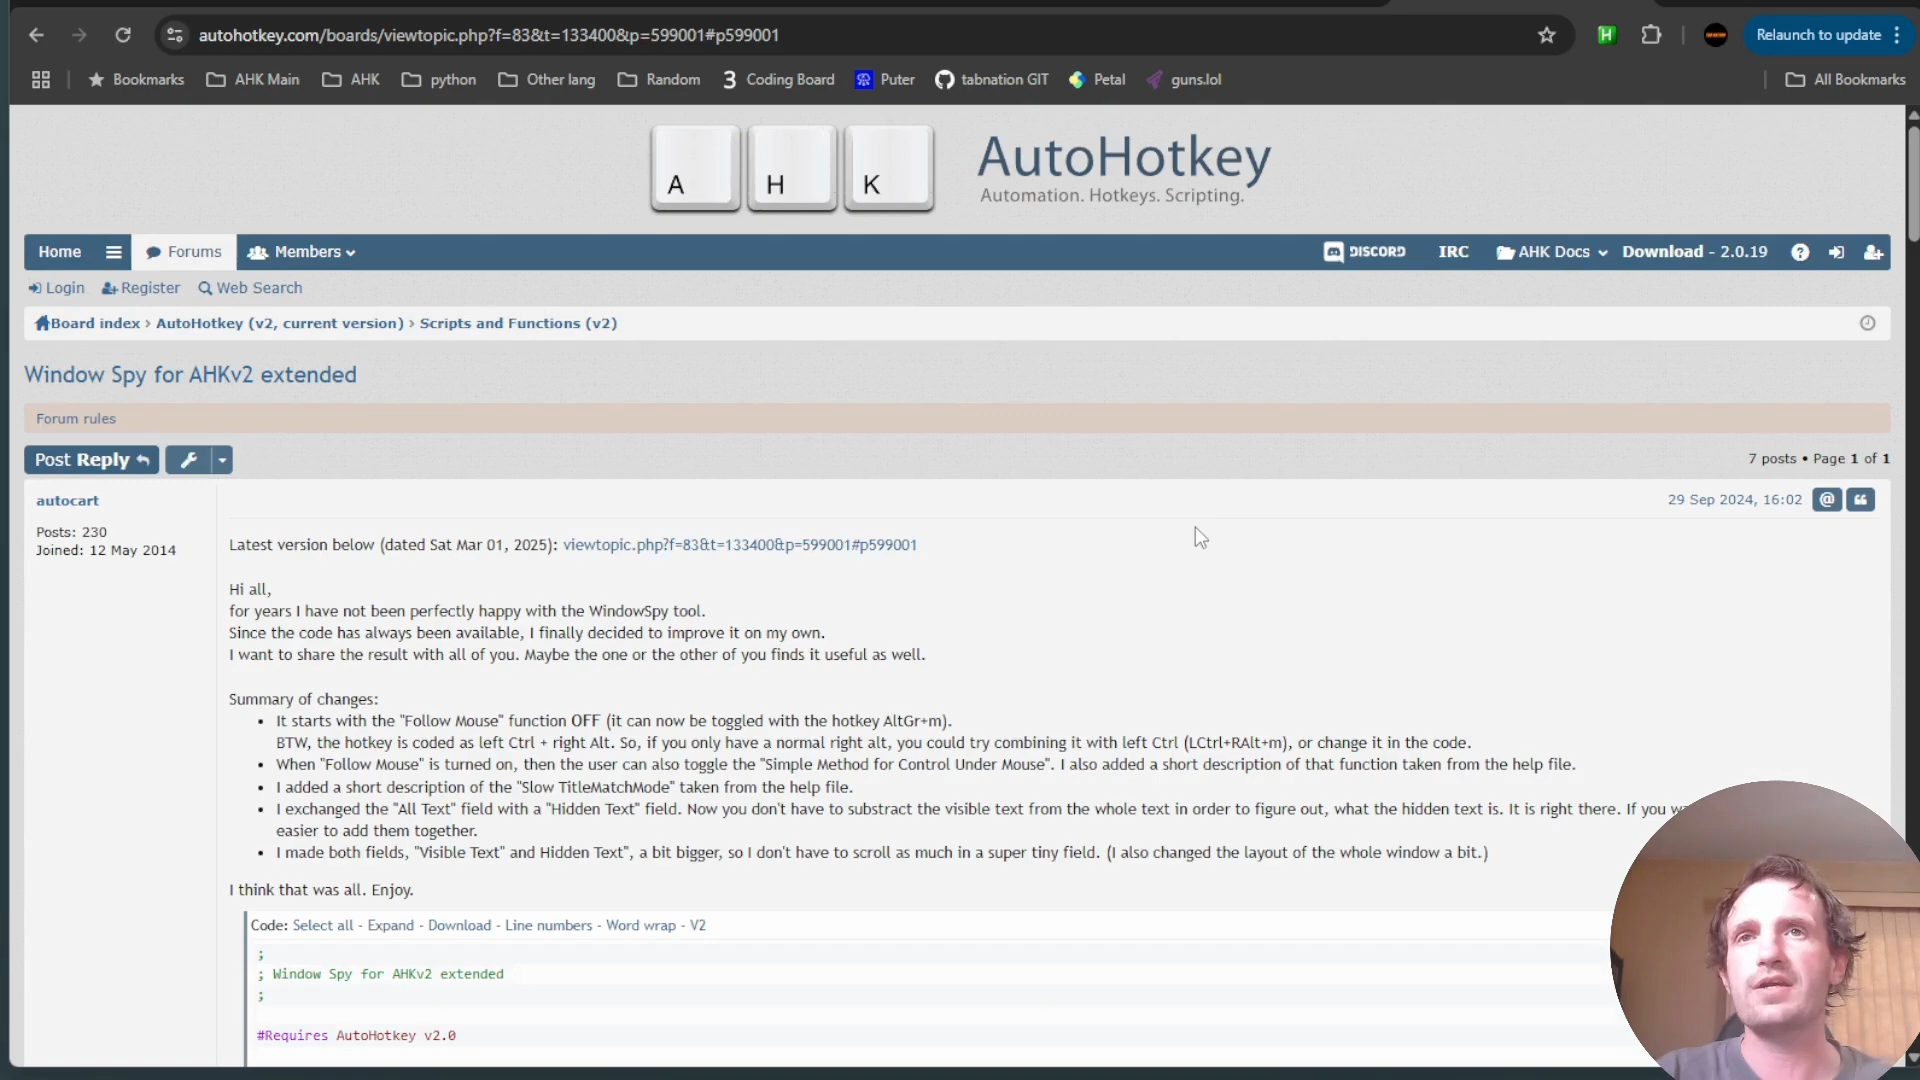 autohotkey.com/boards/viewtopic.php?f=83&t=133400&p=599001#p599001
Relaunch to update
Bookmarks AHK Main AHK python Other lang Random Coding Board Puter tabnation GIT Petal guns.lol All Bookmarks
A H K
AutoHotkey
Automation. Hotkeys. Scripting.
Home Forums Members DISCORD IRC AHK Docs Download - 2.0.19
Login Register Web Search
Board index › AutoHotkey (v2, current version) › Scripts and Functions (v2)
Window Spy for AHKv2 extended
Forum rules
Post Reply 7 posts • Page 1 of 1
autocart 29 Sep 2024, 16:02
Posts: 230
Joined: 12 May 2014
Latest version below (dated Sat Mar 01, 2025): viewtopic.php?f=83&t=133400&p=599001#p599001
Hi all,
for years I have not been perfectly happy with the WindowSpy tool.
Since the code has always been available, I finally decided to improve it on my own.
I want to share the result with all of you. Maybe the one or the other of you finds it useful as well.
Summary of changes:
• It starts with the "Follow Mouse" function OFF (it can now be toggled with the hotkey AltGr+m).
BTW, the hotkey is coded as left Ctrl + right Alt. So, if you only have a normal right alt, you could try combining it with left Ctrl (LCtrl+RAlt+m), or change it in the code.
• When "Follow Mouse" is turned on, then the user can also toggle the "Simple Method for Control Under Mouse". I also added a short description of that function taken from the help file.
• I added a short description of the "Slow TitleMatchMode" taken from the help file.
• I exchanged the "All Text" field with a "Hidden Text" field. Now you don't have to substract the visible text from the whole text in order to figure out, what the hidden text is. It is right there. If you
easier to add them together.
• I made both fields, "Visible Text" and Hidden Text", a bit bigger, so I don't have to scroll as much in a super tiny field. (I also changed the layout of the whole window a bit.)
I think that was all. Enjoy.
Code: Select all - Expand - Download - Line numbers - Word wrap - V2
;
; Window Spy for AHKv2 extended
;
#Requires AutoHotkey v2.0